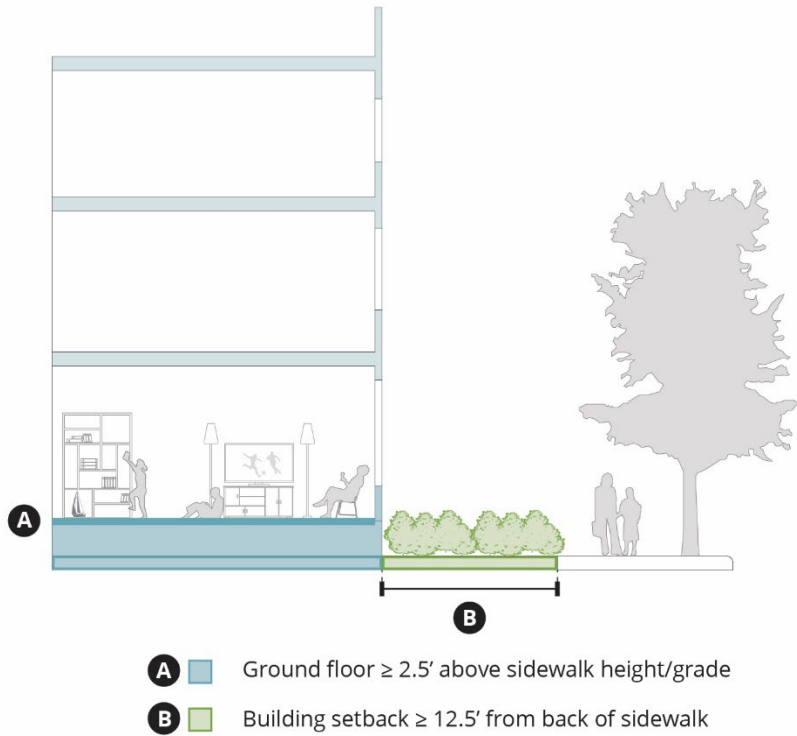 A
B
A Ground floor ≥ 2.5’ above sidewalk height/grade
B Building setback ≥ 12.5’ from back of sidewalk